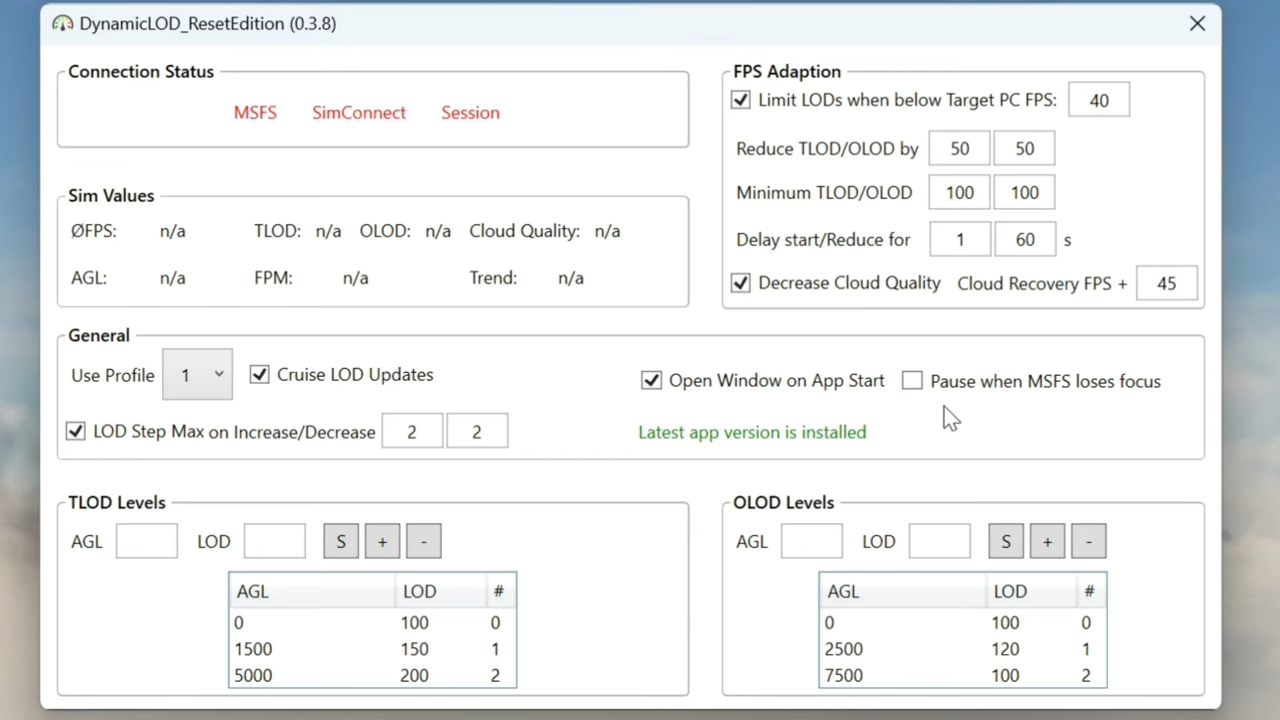 DynamicLOD_ResetEdition (0.3.8)
Connection Status
MSFS SimConnect Session
Sim Values
ØFPS: n/a TLOD: n/a OLOD: n/a Cloud Quality: n/a
AGL: n/a FPM: n/a Trend: n/a
FPS Adaption
Limit LODs when below Target PC FPS: 40
Reduce TLOD/OLOD by 50 50
Minimum TLOD/OLOD 100 100
Delay start/Reduce for 1 60 s
Decrease Cloud Quality Cloud Recovery FPS + 45
General
Use Profile 1 Cruise LOD Updates
Open Window on App Start Pause when MSFS loses focus
LOD Step Max on Increase/Decrease 2 2
Latest app version is installed
TLOD Levels
AGL LOD S + -
AGL LOD #
0 100 0
1500 150 1
5000 200 2
OLOD Levels
AGL LOD S + -
AGL LOD #
0 100 0
2500 120 1
7500 100 2